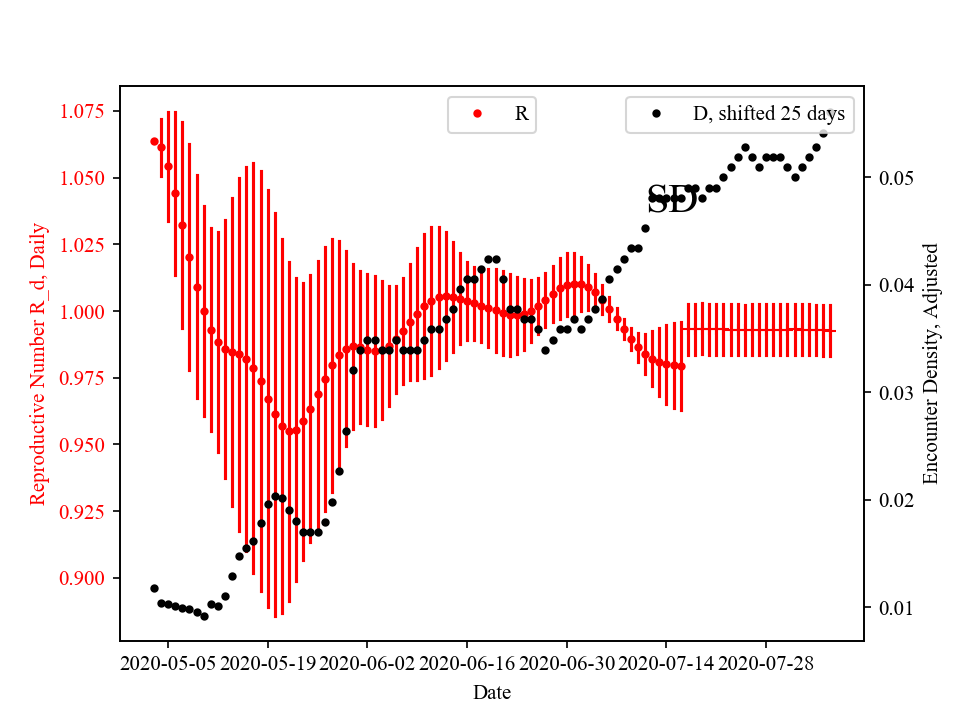 R
D, shifted 25 days
SD
Reproductive Number R_d, Daily
1.075
1.050
1.025
1.000
0.975
0.950
0.925
0.900
0.05
0.04
0.03
0.02
0.01
Encounter Density, Adjusted
2020-05-05 2020-05-19 2020-06-02 2020-06-16 2020-06-30 2020-07-14 2020-07-28
Date